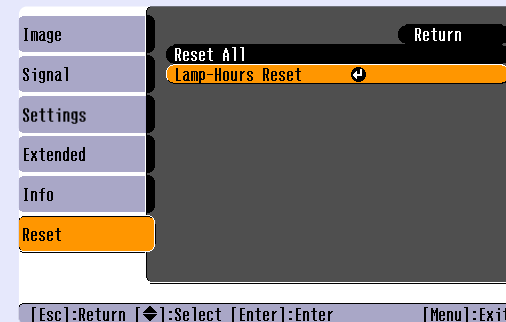 Image
Signal
Settings
Extended
Info
Reset
Return
Reset All
Lamp-Hours Reset
[Esc]:Return [◆]:Select [Enter]:Enter [Menu]:Exit